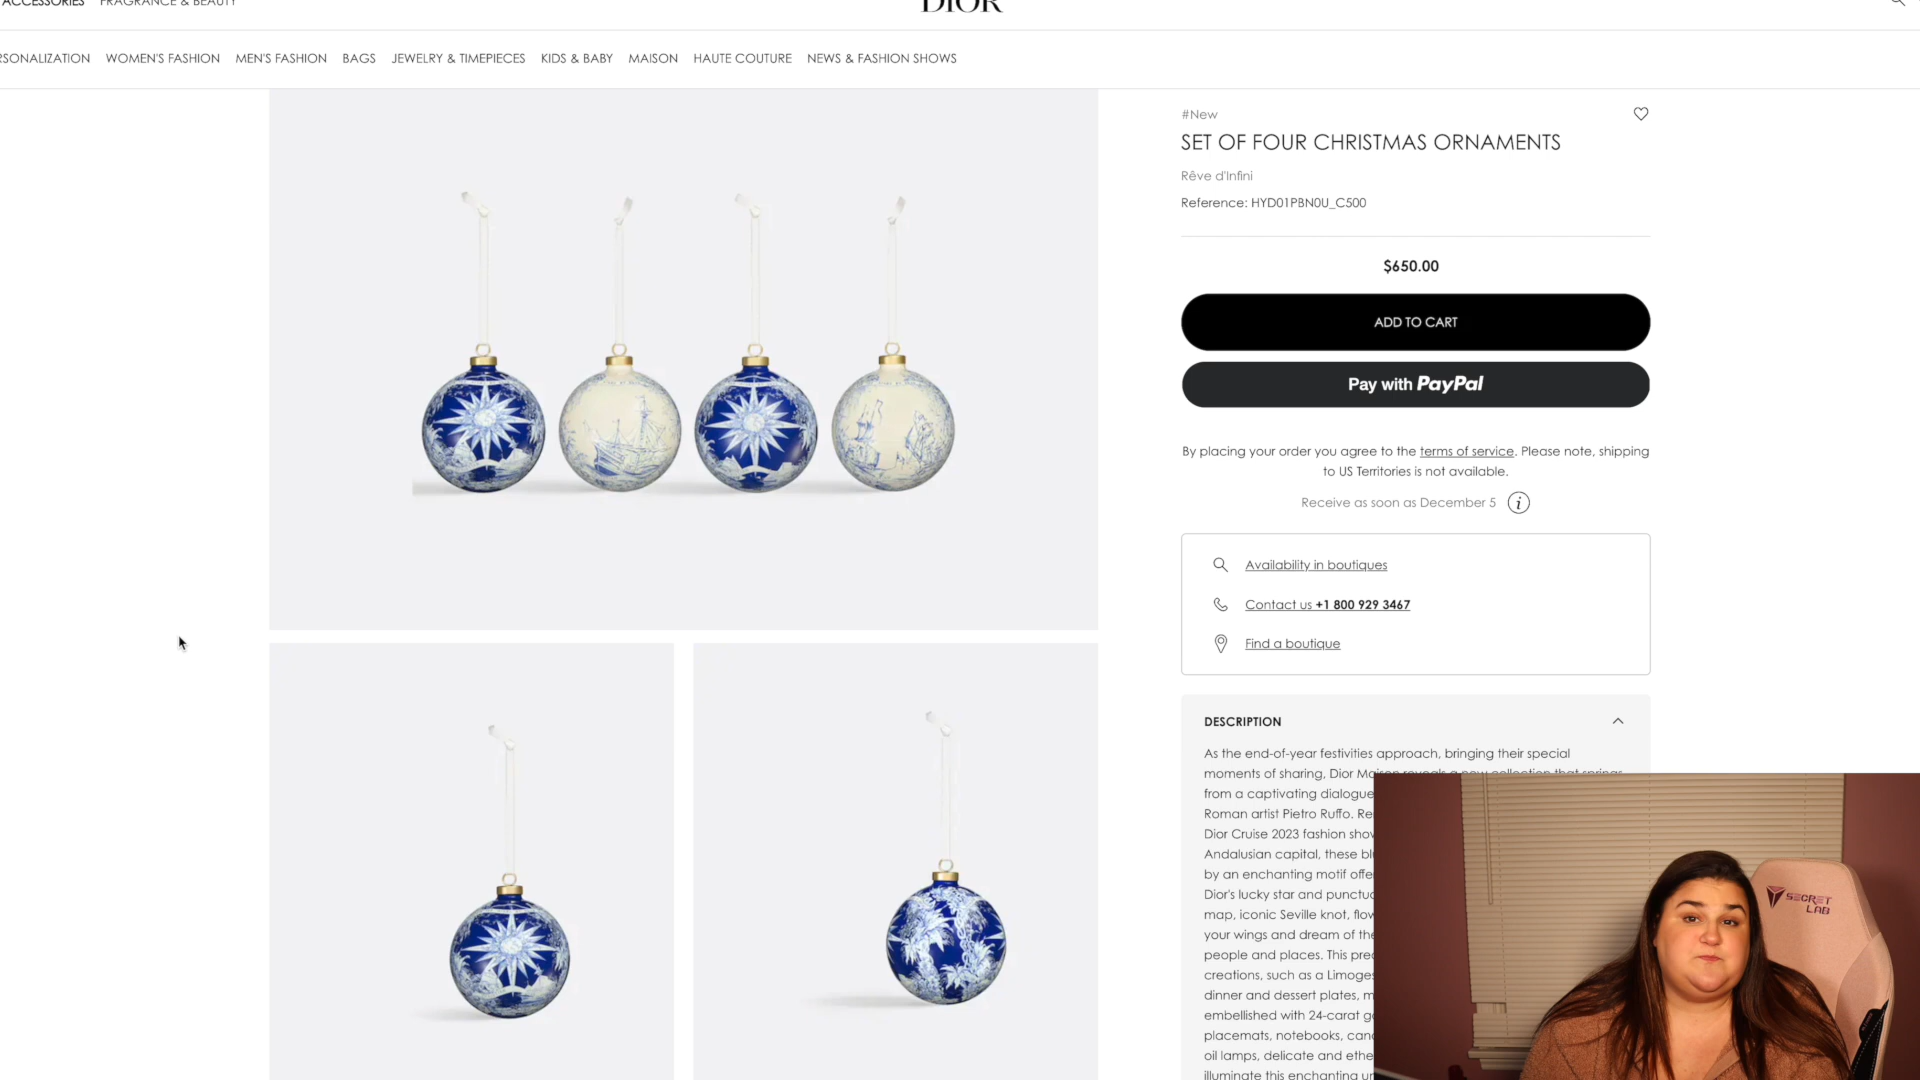 ACCESSORIES FRAGRANCE & BEAUTY
DIOR
RSONALIZATION WOMEN'S FASHION MEN'S FASHION BAGS JEWELRY & TIMEPIECES KIDS & BABY MAISON HAUTE COUTURE NEWS & FASHION SHOWS
#New
SET OF FOUR CHRISTMAS ORNAMENTS
Rêve d'Infini
Reference: HYD01PBN0U_C500
$650.00
ADD TO CART
Pay with PayPal
By placing your order you agree to the terms of service. Please note, shipping
to US Territories is not available.
Receive as soon as December 5
Availability in boutiques
Contact us +1 800 929 3467
Find a boutique
DESCRIPTION
As the end-of-year festivities approach, bringing their special
moments of sharing, Dior Maison reveals a new collection that springs
from a captivating dialogue
Roman artist Pietro Ruffo. Re
Dior Cruise 2023 fashion sho
Andalusian capital, these bl
by an enchanting motif offe
Dior's lucky star and punctu
map, iconic Seville knot, flo
your wings and dream of the
people and places. This pre
creations, such as a Limoges
dinner and dessert plates, m
embellished with 24-carat g
placemats, notebooks, can
oil lamps, delicate and ethe
illuminate this enchanting u
SECRET
LAB